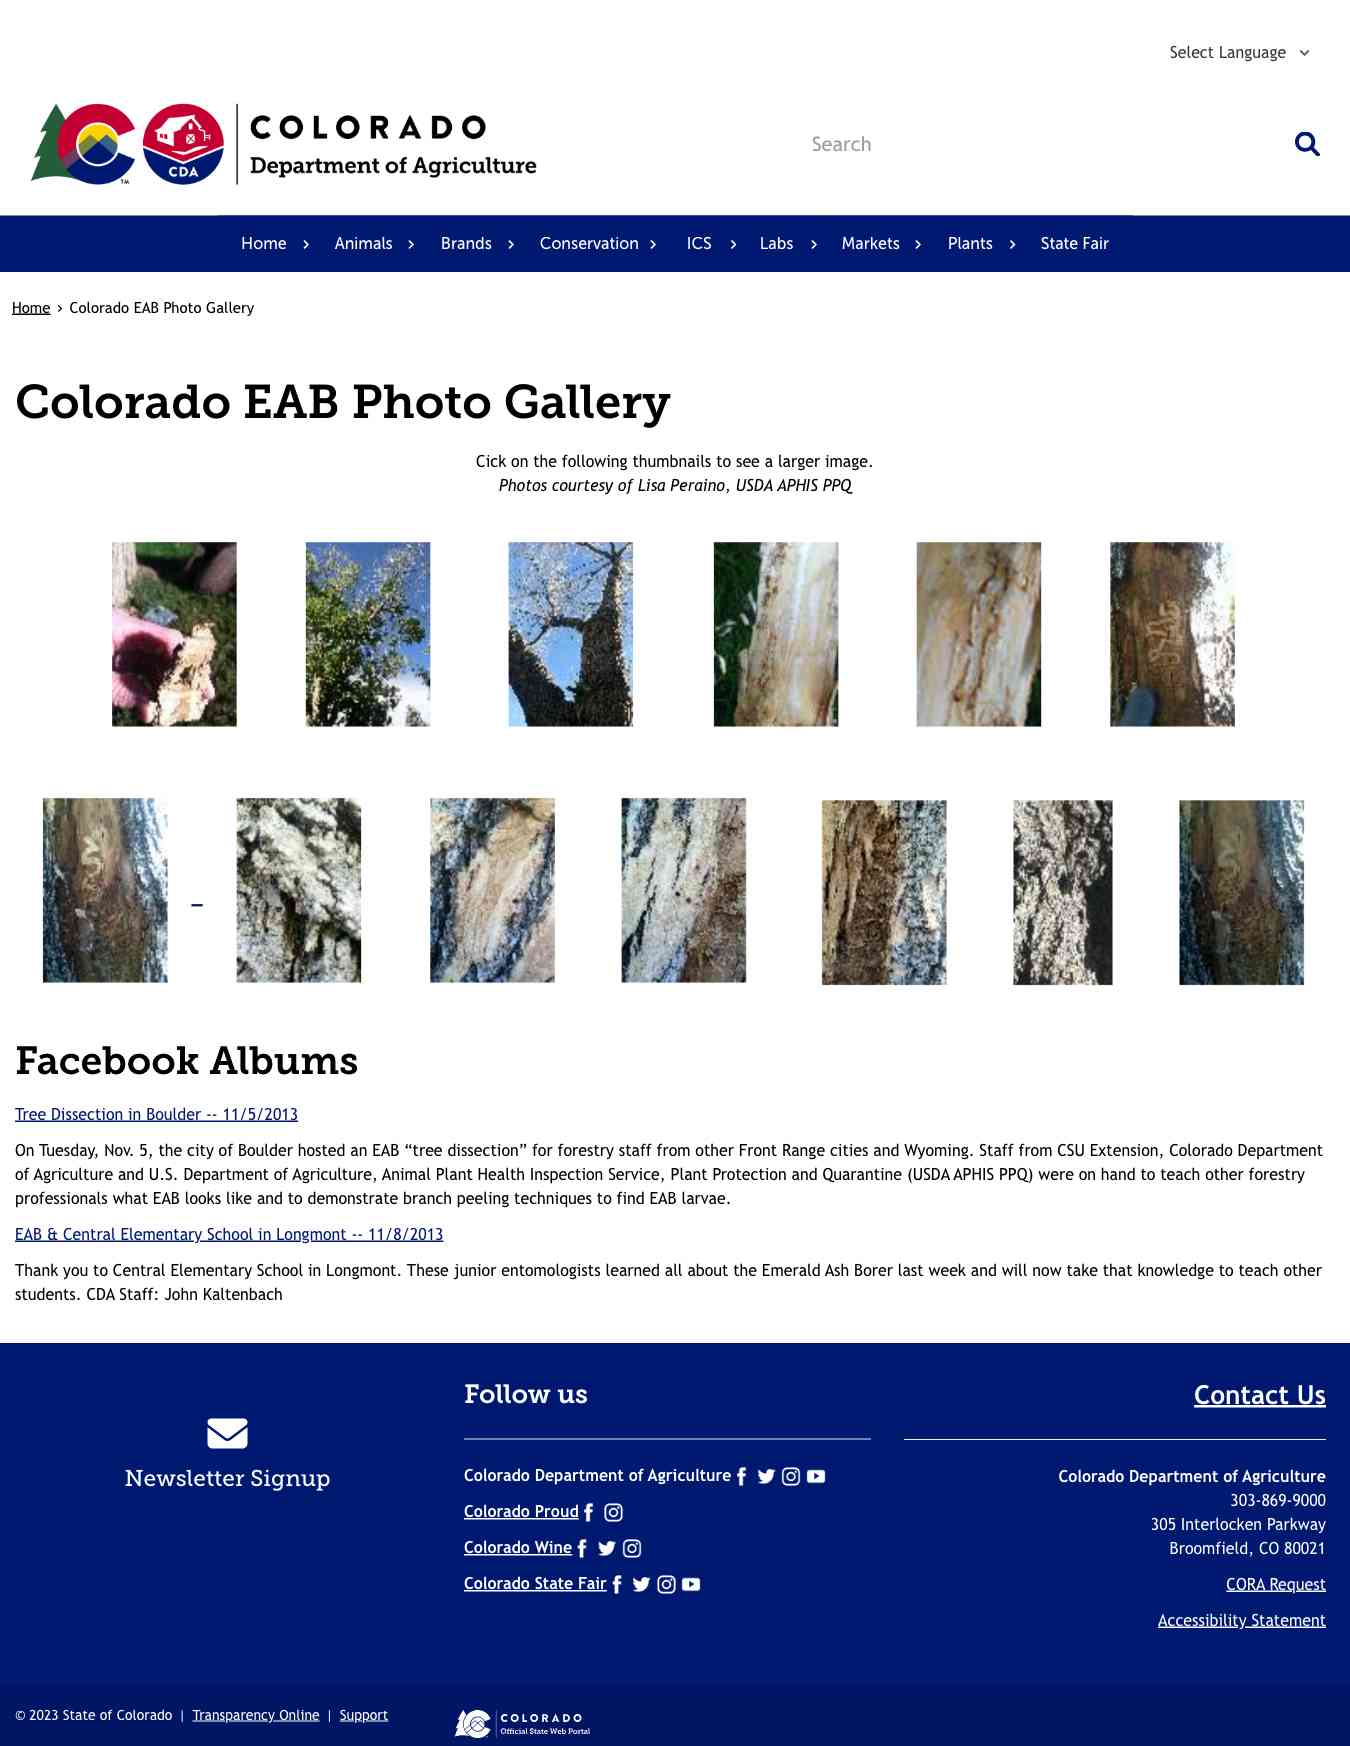 Select Language
COLORADO
Department of Agriculture
CDA
TM
Search
Home Animals Brands Conservation ICS Labs Markets Plants State Fair
Home › Colorado EAB Photo Gallery
Colorado EAB Photo Gallery
Cick on the following thumbnails to see a larger image.
Photos courtesy of Lisa Peraino, USDA APHIS PPQ
Facebook Albums
Tree Dissection in Boulder -- 11/5/2013
On Tuesday, Nov. 5, the city of Boulder hosted an EAB “tree dissection” for forestry staff from other Front Range cities and Wyoming. Staff from CSU Extension, Colorado Department
of Agriculture and U.S. Department of Agriculture, Animal Plant Health Inspection Service, Plant Protection and Quarantine (USDA APHIS PPQ) were on hand to teach other forestry
professionals what EAB looks like and to demonstrate branch peeling techniques to find EAB larvae.
EAB & Central Elementary School in Longmont -- 11/8/2013
Thank you to Central Elementary School in Longmont. These junior entomologists learned all about the Emerald Ash Borer last week and will now take that knowledge to teach other
students. CDA Staff: John Kaltenbach
Newsletter Signup
Follow us
Colorado Department of Agriculture
Colorado Proud
Colorado Wine
Colorado State Fair
Contact Us
Colorado Department of Agriculture
303-869-9000
305 Interlocken Parkway
Broomfield, CO 80021
CORA Request
Accessibility Statement
© 2023 State of Colorado | Transparency Online | Support
COLORADO
Official State Web Portal